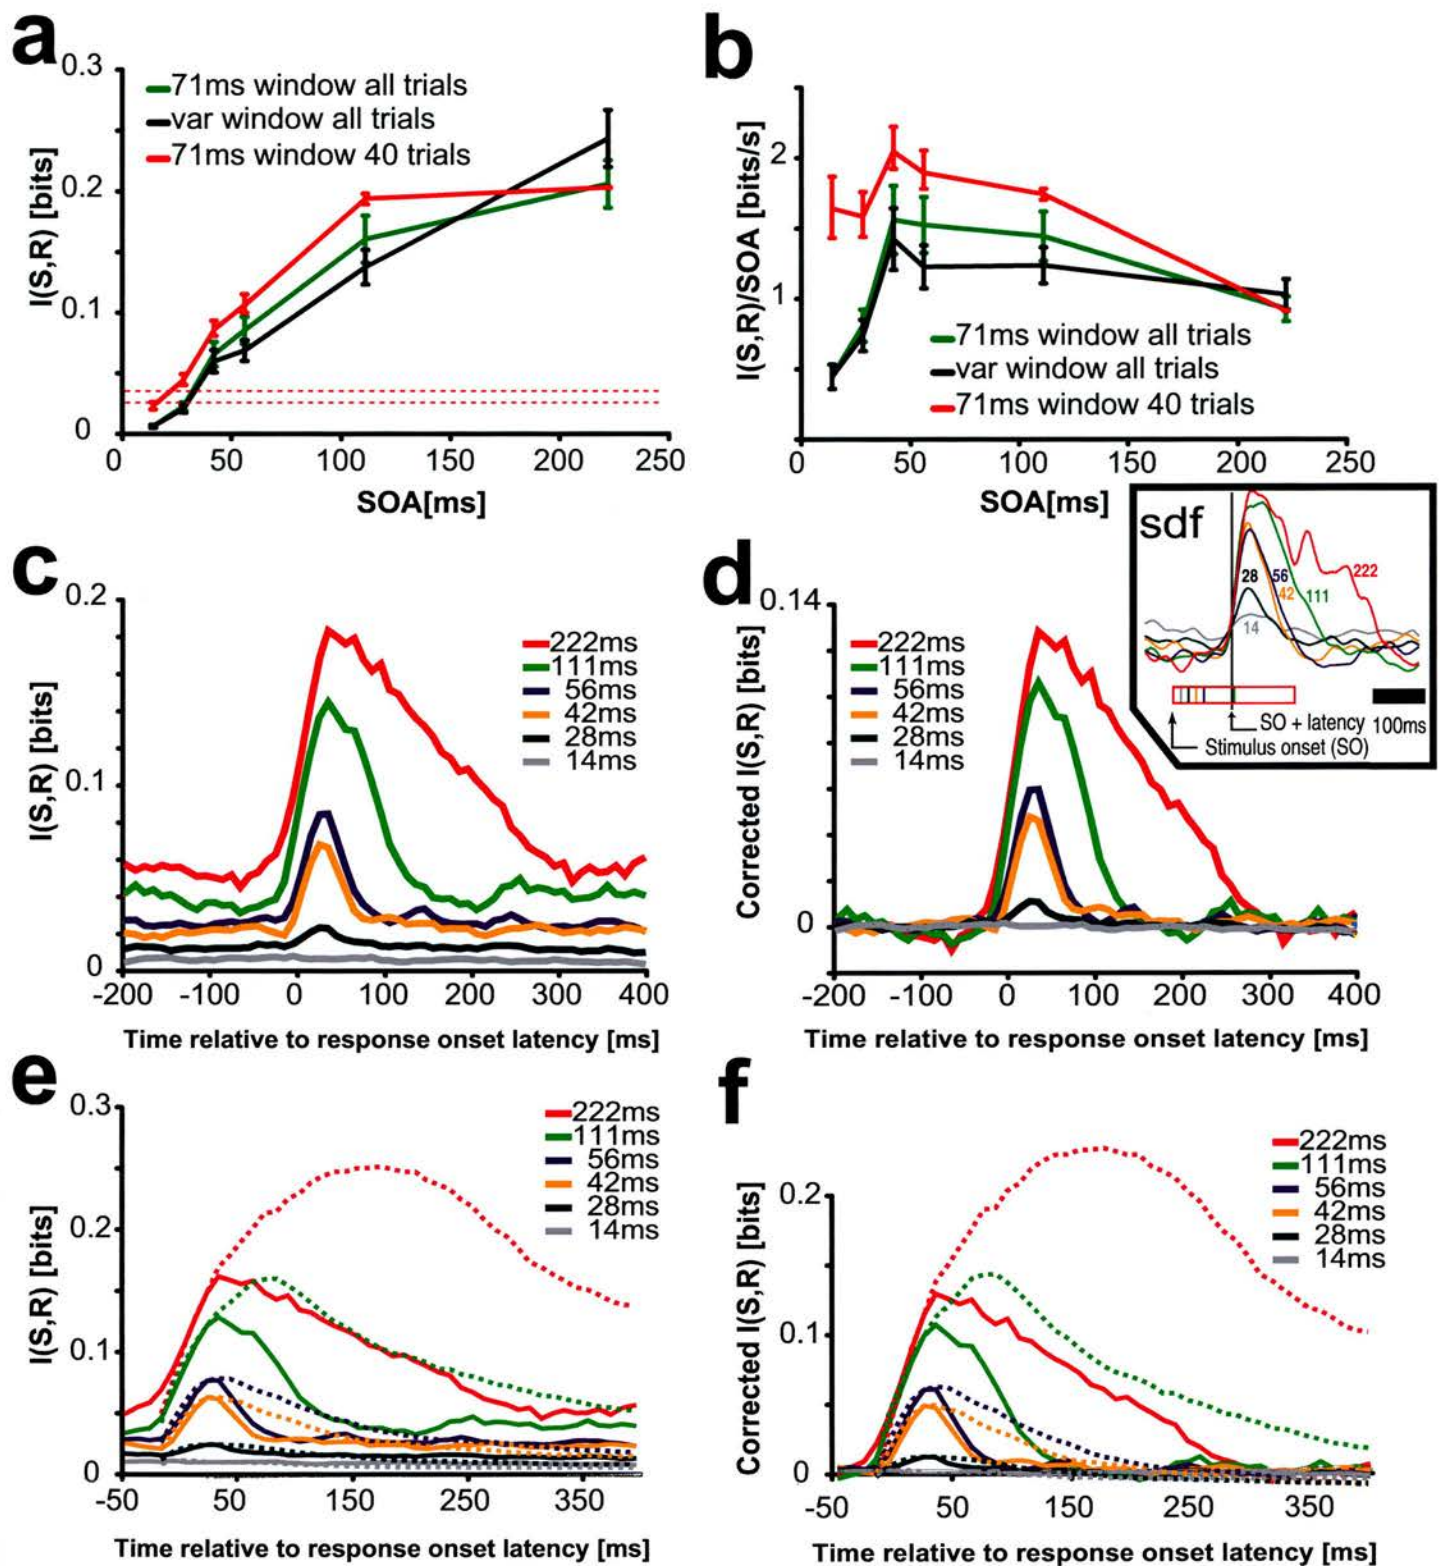 a
0.3
0.2
0.1
0
I(S,R) [bits]
71ms window all trials
var window all trials
71ms window 40 trials
0
50
100
150
200
250
SOA[ms]
b
2
1
I(S,R)/SOA [bits/s]
71ms window all trials
var window all trials
71ms window 40 trials
0
50
100
150
200
250
SOA[ms]
sdf
28
56
42
14
111
222
SO + latency
100ms
Stimulus onset (SO)
c
0.2
0.1
0
I(S,R) [bits]
222ms
111ms
56ms
42ms
28ms
14ms
-200
-100
0
100
200
300
400
Time relative to response onset latency [ms]
d
0.14
0
Corrected I(S,R) [bits]
222ms
111ms
56ms
42ms
28ms
14ms
-200
-100
0
100
200
300
400
Time relative to response onset latency [ms]
e
0.3
0.2
0.1
0
I(S,R) [bits]
222ms
111ms
56ms
42ms
28ms
14ms
-50
50
150
250
350
Time relative to response onset latency [ms]
f
0.2
0.1
0
Corrected I(S,R) [bits]
222ms
111ms
56ms
42ms
28ms
14ms
-50
50
150
250
350
Time relative to response onset latency [ms]